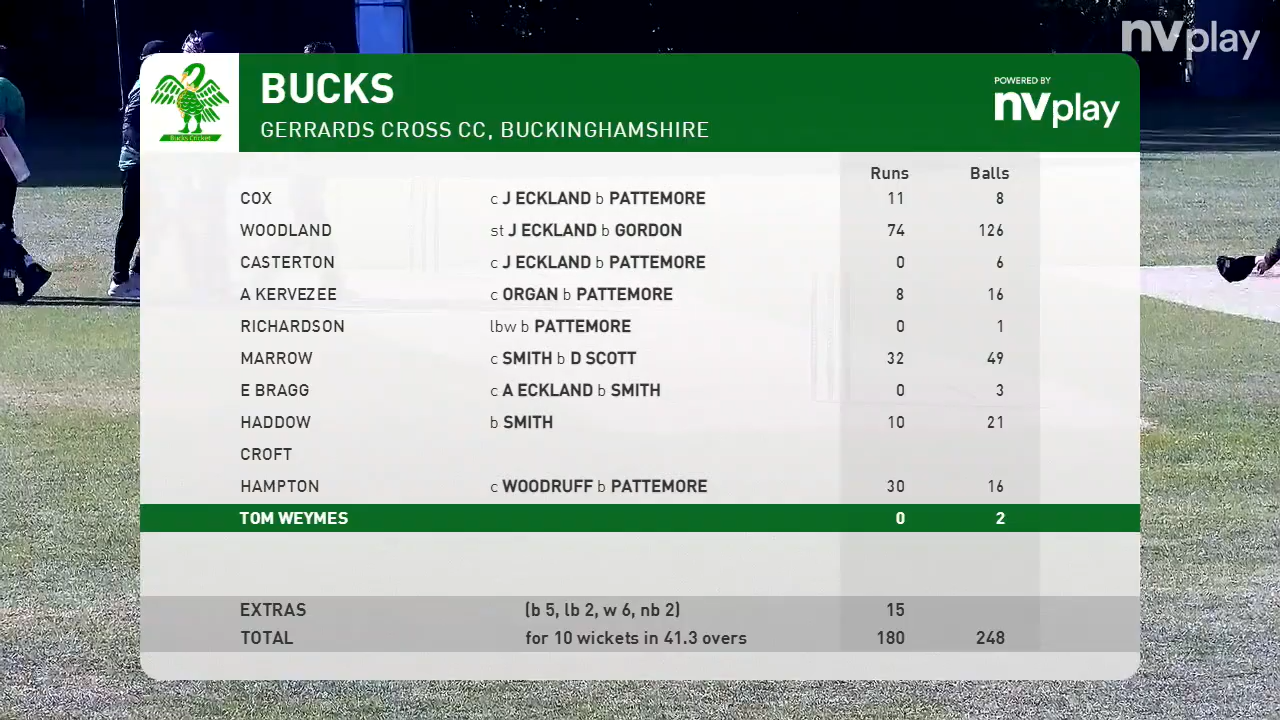 nvplay
BUCKS
GERRARDS CROSS CC, BUCKINGHAMSHIRE
POWERED BY
nvplay
Bucks Cricket
Runs Balls
COX c J ECKLAND b PATTEMORE 11 8
WOODLAND st J ECKLAND b GORDON 74 126
CASTERTON c J ECKLAND b PATTEMORE 0 6
A KERVEZEE c ORGAN b PATTEMORE 8 16
RICHARDSON lbw b PATTEMORE 0 1
MARROW c SMITH b D SCOTT 32 49
E BRAGG c A ECKLAND b SMITH 0 3
HADDOW b SMITH 10 21
CROFT
HAMPTON c WOODRUFF b PATTEMORE 30 16
TOM WEYMES 0 2
EXTRAS (b 5, lb 2, w 6, nb 2) 15
TOTAL for 10 wickets in 41.3 overs 180 248